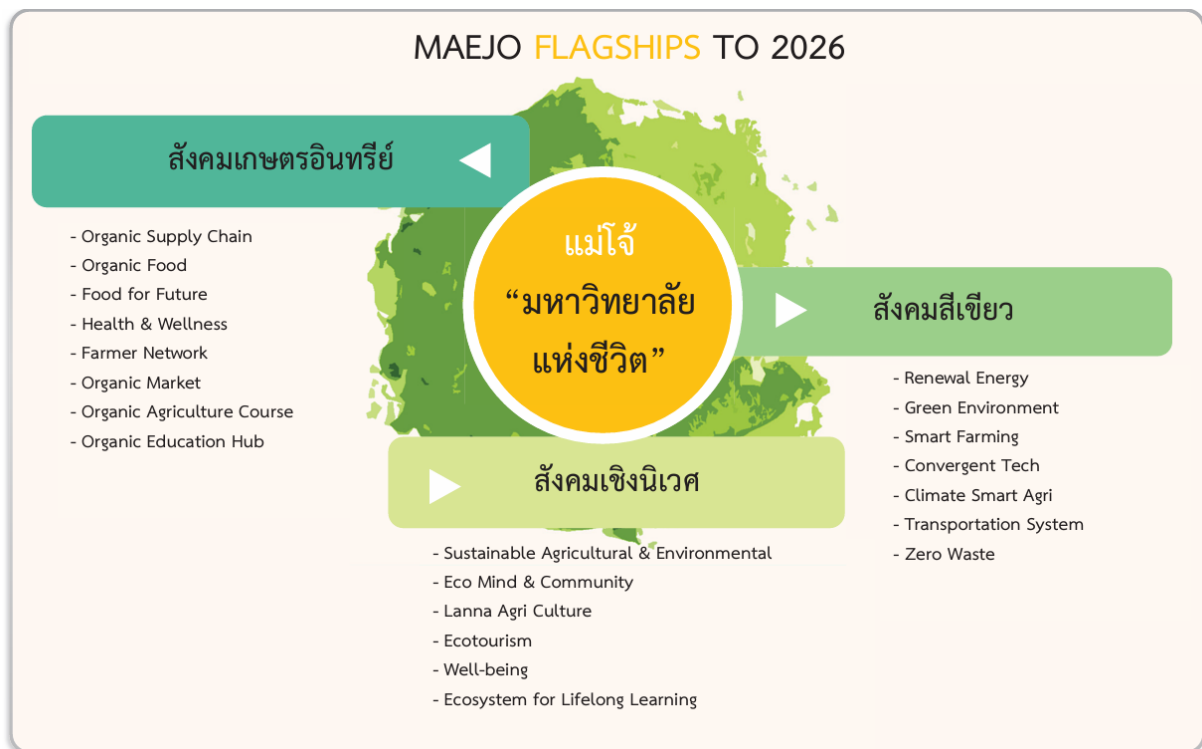 MAEJO FLAGSHIPS TO 2026
สังคมเกษตรอินทรีย์
- Organic Supply Chain
- Organic Food
- Food for Future
- Health & Wellness
- Farmer Network
- Organic Market
- Organic Agriculture Course
- Organic Education Hub
แม่โจ้
“มหาวิทยาลัย
แห่งชีวิต”
สังคมสีเขียว
- Renewal Energy
- Green Environment
- Smart Farming
- Convergent Tech
- Climate Smart Agri
- Transportation System
- Zero Waste
สังคมเชิงนิเวศ
- Sustainable Agricultural & Environmental
- Eco Mind & Community
- Lanna Agri Culture
- Ecotourism
- Well-being
- Ecosystem for Lifelong Learning